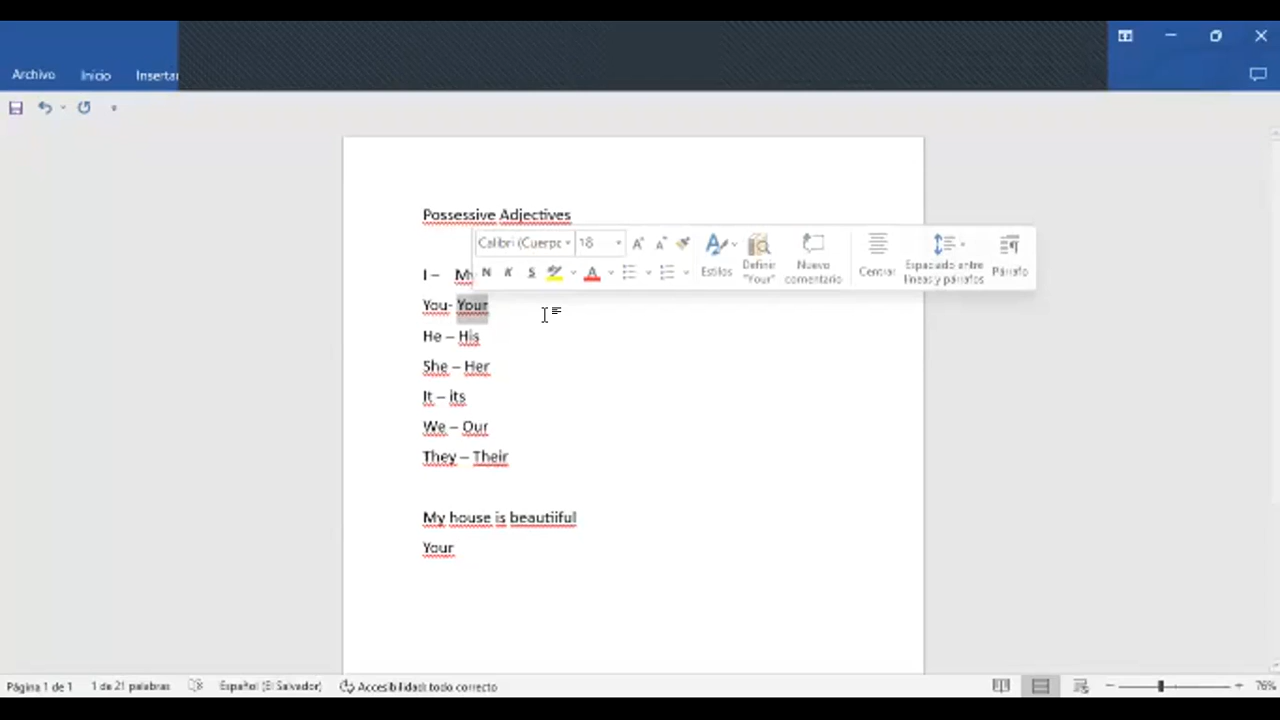 Archivo Inicio Insertar
Possessive Adjectives
Calibri (Cuerpo 18
N K S Estilos Definir "Your" Nuevo comentario Centrar Espaciado entre líneas y párrafos Párrafo
I – My
You- Your
He – His
She – Her
It – its
We – Our
They – Their
My house is beautiiful
Your
Página 1 de 1 1 de 21 palabras Español (El Salvador) Accesibilidad: todo correcto 76%